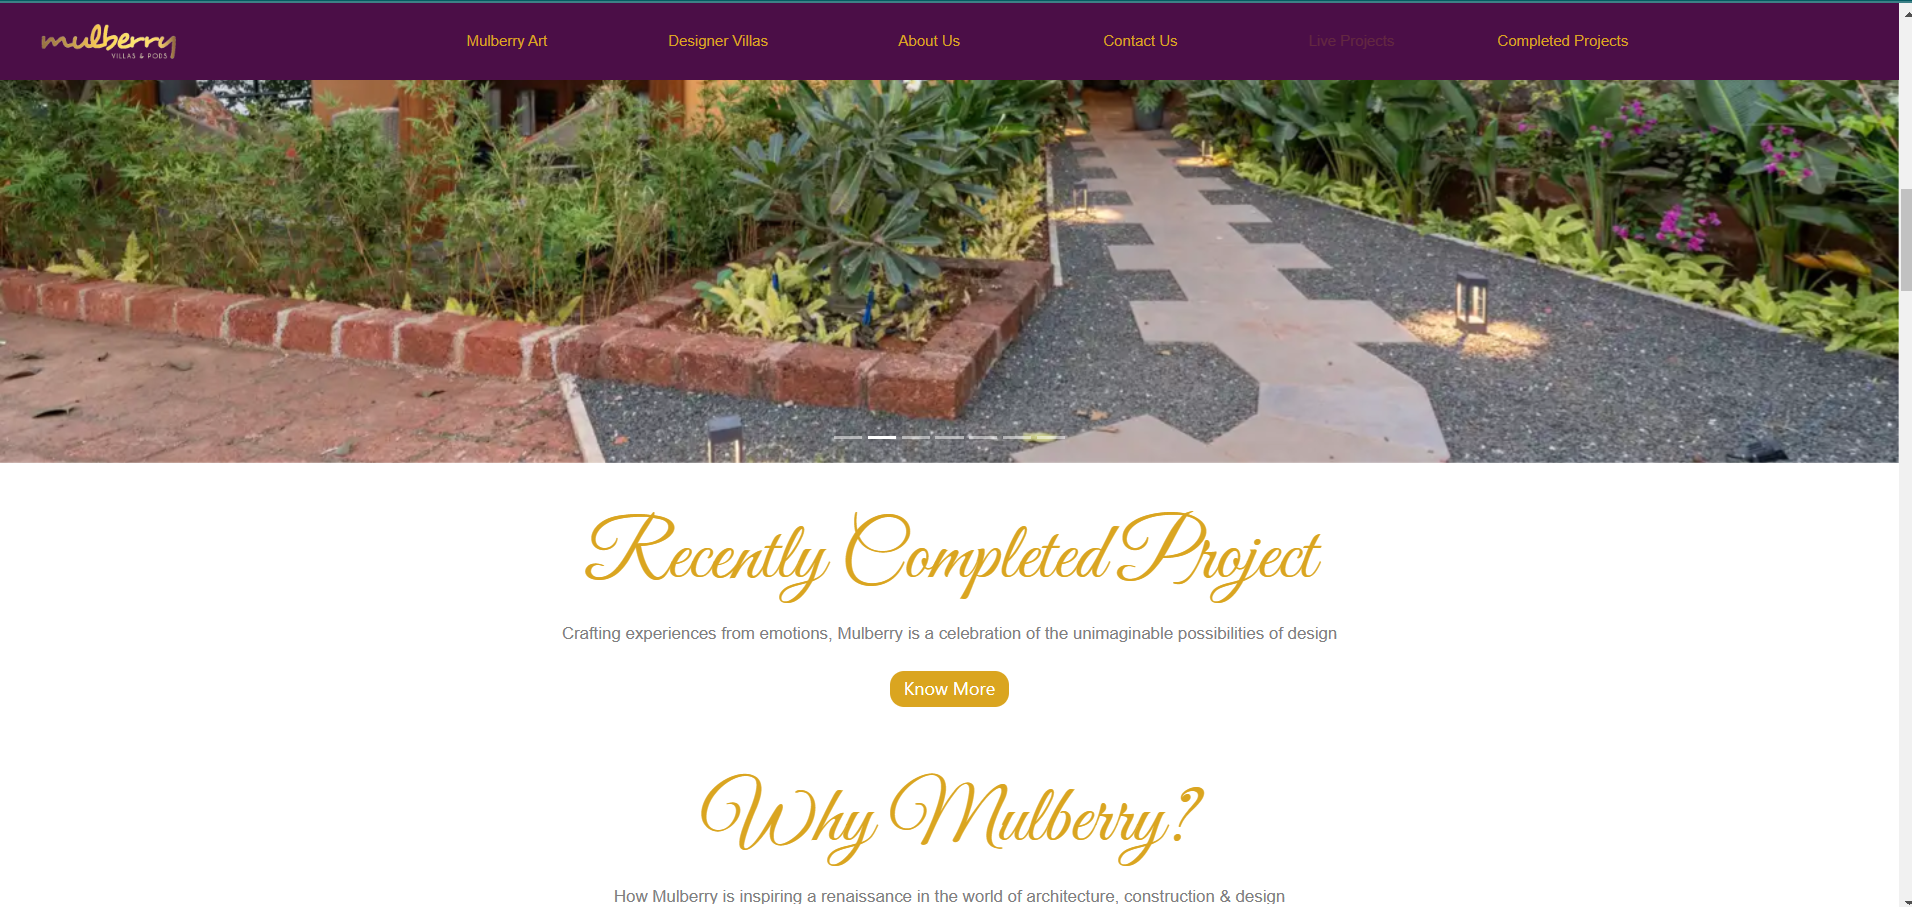 mulberry
VILLAS & PODS
Mulberry Art
Designer Villas
About Us
Contact Us
Live Projects
Completed Projects
Recently Completed Project
Crafting experiences from emotions, Mulberry is a celebration of the unimaginable possibilities of design
Know More
Why Mulberry?
How Mulberry is inspiring a renaissance in the world of architecture, construction & design